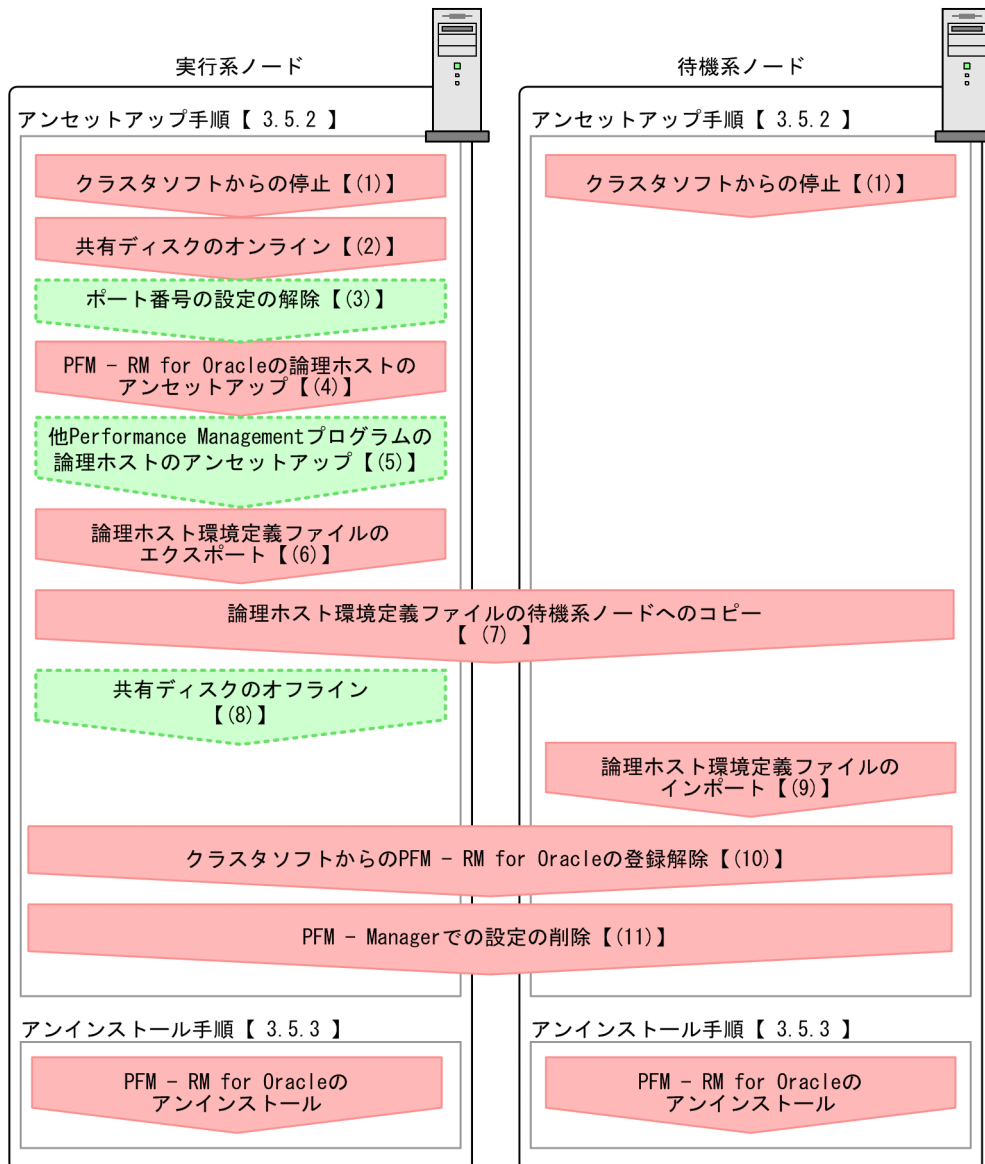 実行系ノード
待機系ノード
アンセットアップ手順【 3.5.2 】
アンセットアップ手順【 3.5.2 】
クラスタソフトからの停止【(1)】
クラスタソフトからの停止【(1)】
共有ディスクのオンライン【(2)】
ポート番号の設定の解除【(3)】
PFM − RM for Oracleの論理ホストの
アンセットアップ【(4)】
他Performance Managementプログラムの
論理ホストのアンセットアップ【(5)】
論理ホスト環境定義ファイルの
エクスポート【(6)】
論理ホスト環境定義ファイルの待機系ノードへのコピー
【 (7) 】
共有ディスクのオフライン
【(8)】
論理ホスト環境定義ファイルの
インポート【(9)】
クラスタソフトからのPFM − RM for Oracleの登録解除【(10)】
PFM − Managerでの設定の削除【(11)】
アンインストール手順【 3.5.3 】
アンインストール手順【 3.5.3 】
PFM − RM for Oracleの
アンインストール
PFM − RM for Oracleの
アンインストール